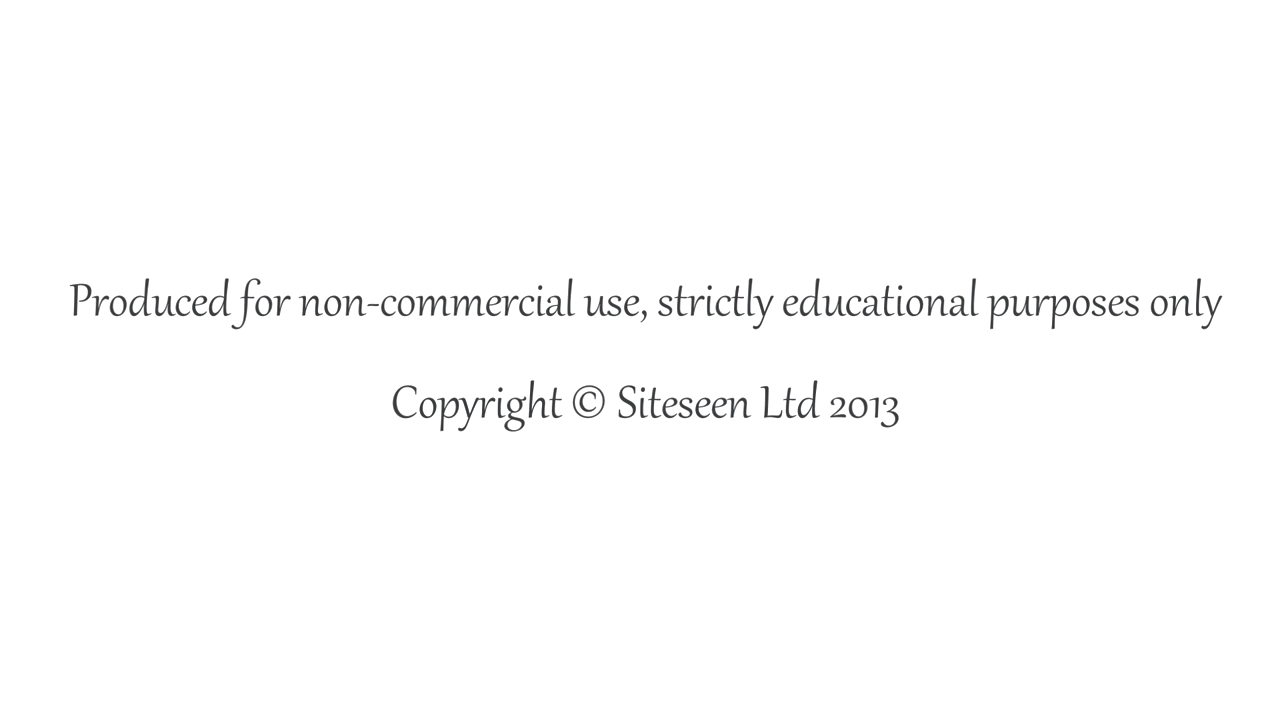 Produced for non-commercial use, strictly educational purposes only
Copyright © Siteseen Ltd 2013